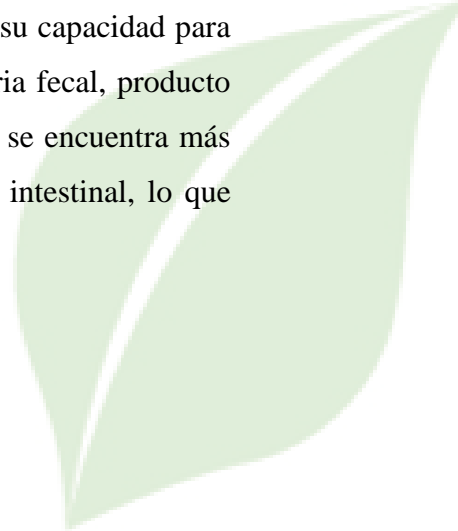 su capacidad para
ria fecal, producto
se encuentra más
intestinal, lo que